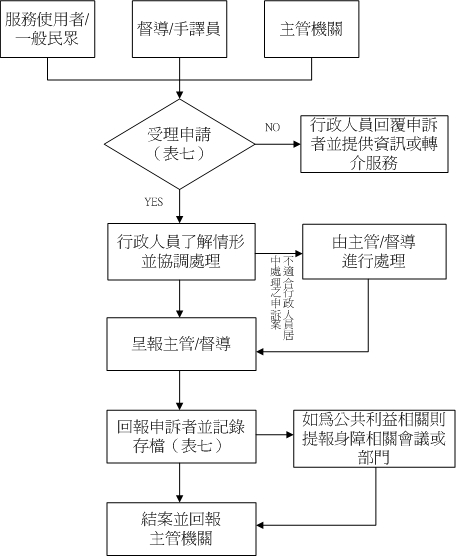 服務使用者/
一般民眾
督導/手譯員
主管機關
受理申請
（表七）
NO
行政人員回覆申訴
者並提供資訊或轉
介服務
YES
行政人員了解情形
並協調處理
不適合行政人員居
中處理之申訴案
由主管/督導
進行處理
呈報主管/督導
回報申訴者並記錄
存檔（表七）
如為公共利益相關則
提報身障相關會議或
部門
結案並回報
主管機關